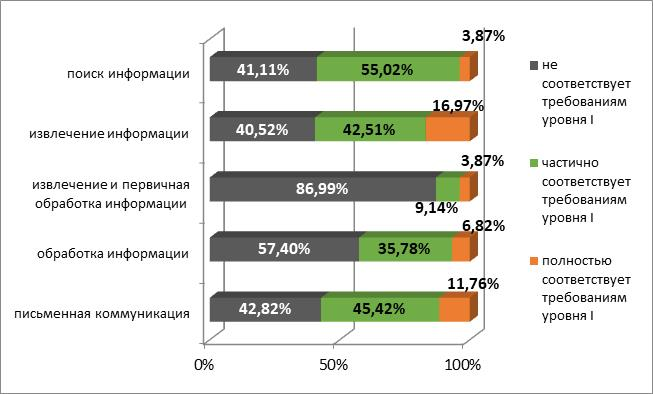 поиск информации
41,11%
55,02%
3,87%
извлечение информации
40,52%
42,51%
16,97%
извлечение и первичная
обработка информации
86,99%
9,14%
3,87%
обработка информации
57,40%
35,78%
6,82%
письменная коммуникация
42,82%
45,42%
11,76%
0%
50%
100%
не
соответствует
требованиям
уровня I
частично
соответствует
требованиям
уровня I
полностью
соответствует
требованиям
уровня I